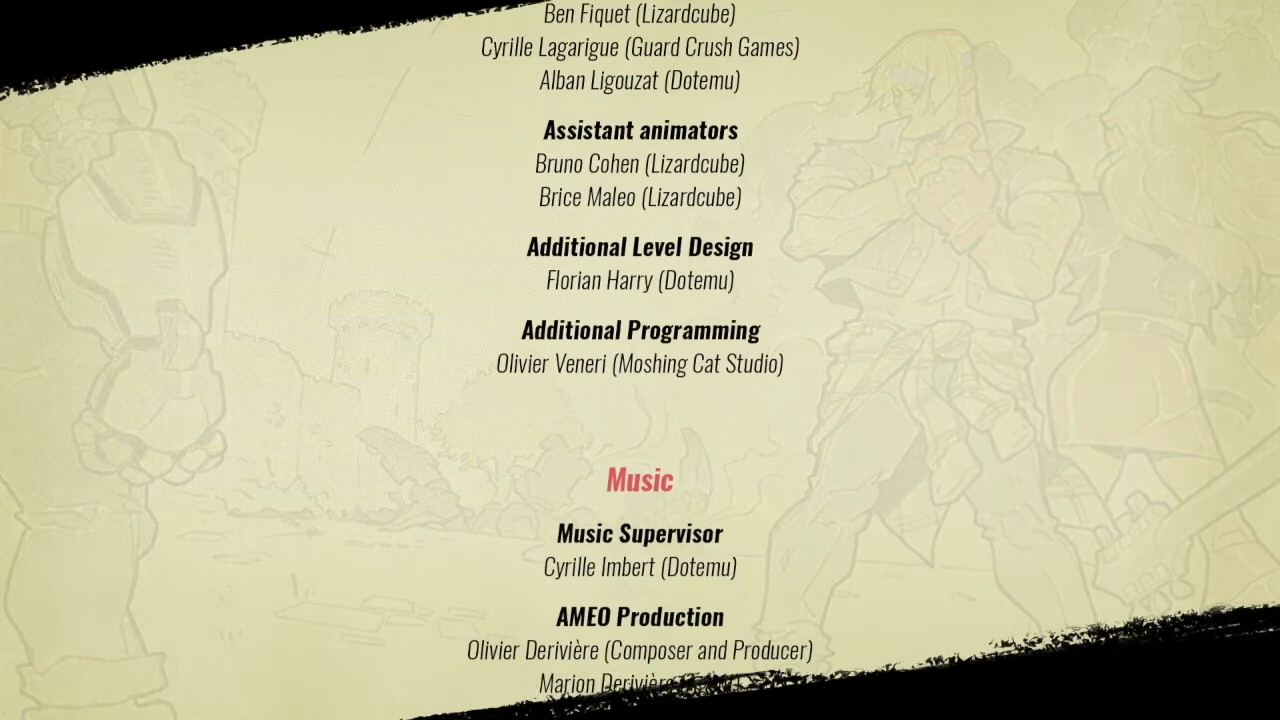 Ben Fiquet (Lizardcube)
Cyrille Lagarigue (Guard Crush Games)
Alban Ligouzat (Dotemu)
Assistant animators
Bruno Cohen (Lizardcube)
Brice Maleo (Lizardcube)
Additional Level Design
Florian Harry (Dotemu)
Additional Programming
Olivier Veneri (Moshing Cat Studio)
Music
Music Supervisor
Cyrille Imbert (Dotemu)
AMEO Production
Olivier Derivière (Composer and Producer)
Marion Derivière